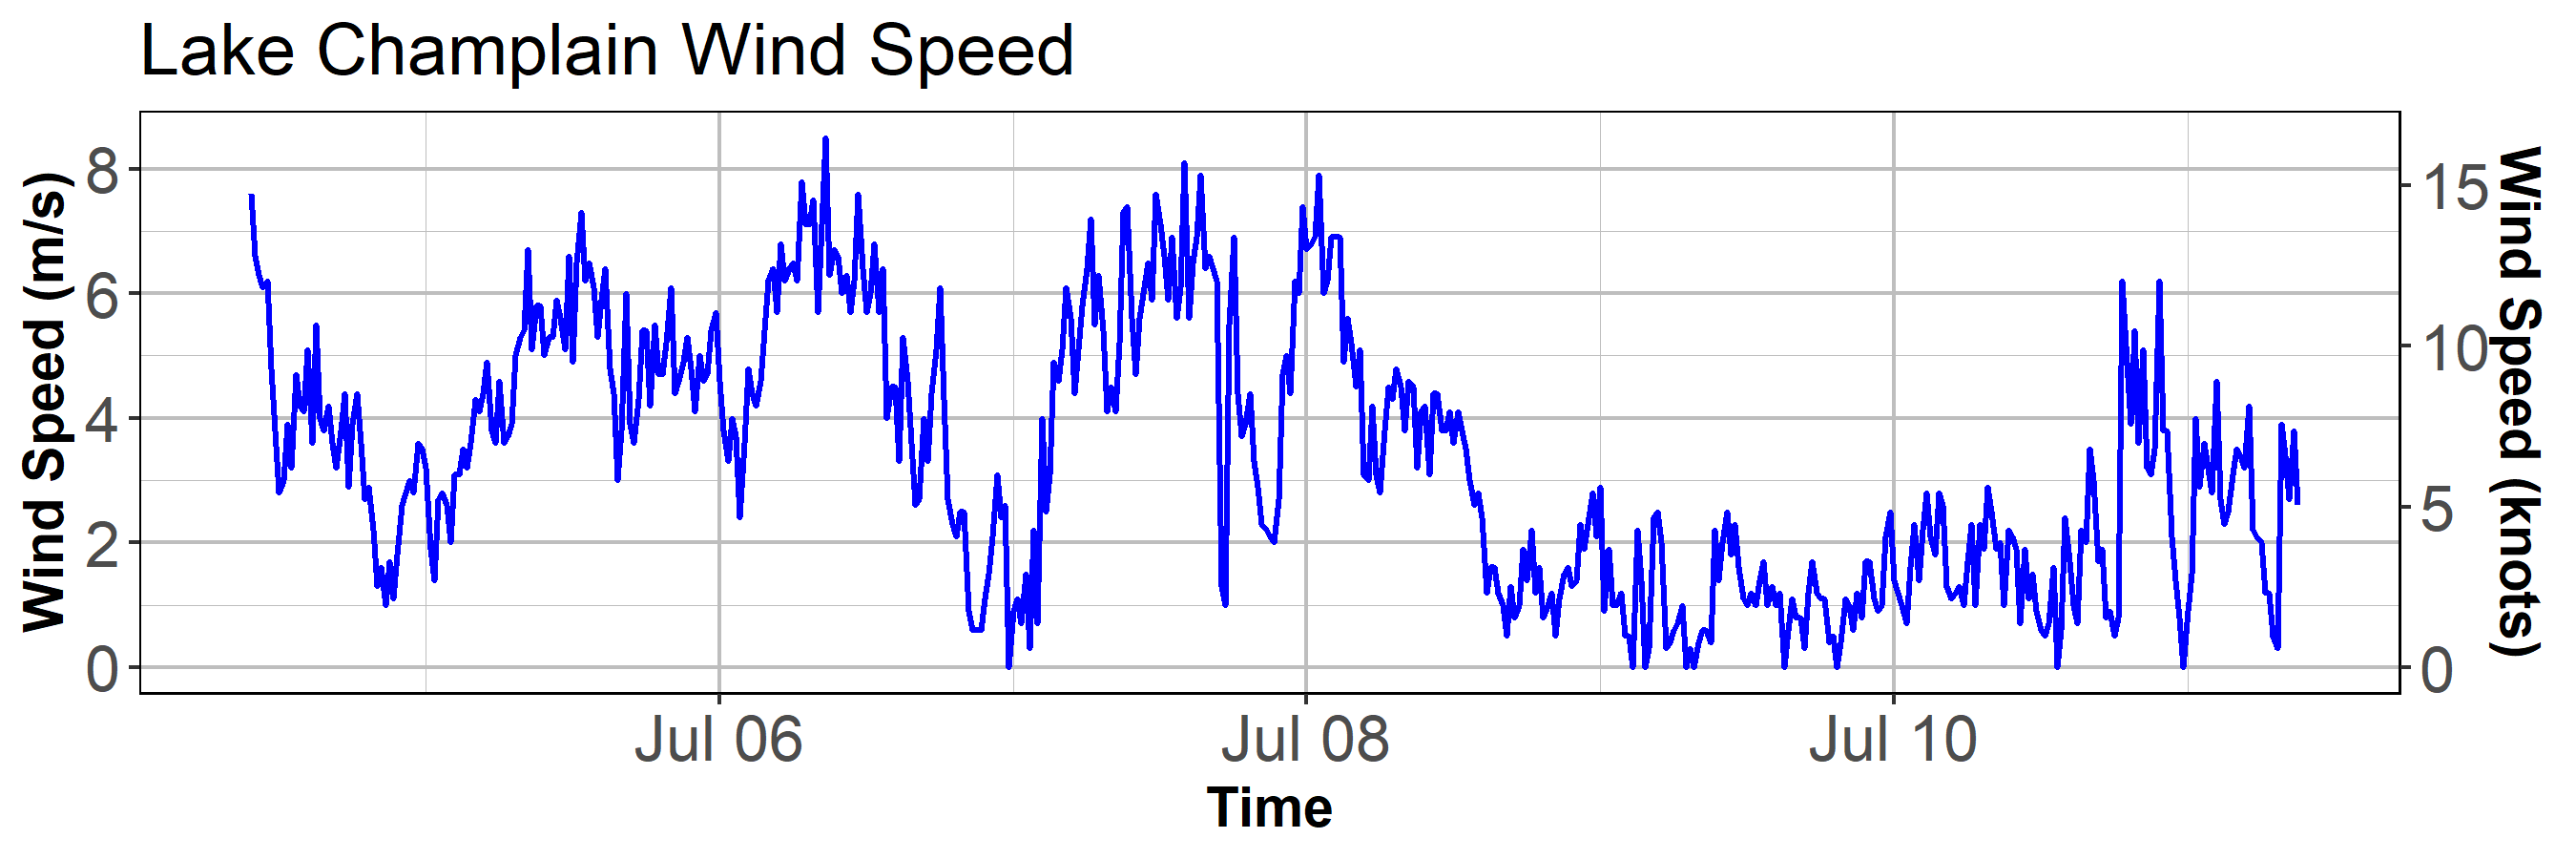 Lake Champlain Wind Speed
Wind Speed (m/s)
8
6
4
2
0
15
10
5
0
Wind Speed (knots)
Jul 06
Jul 08
Jul 10
Time